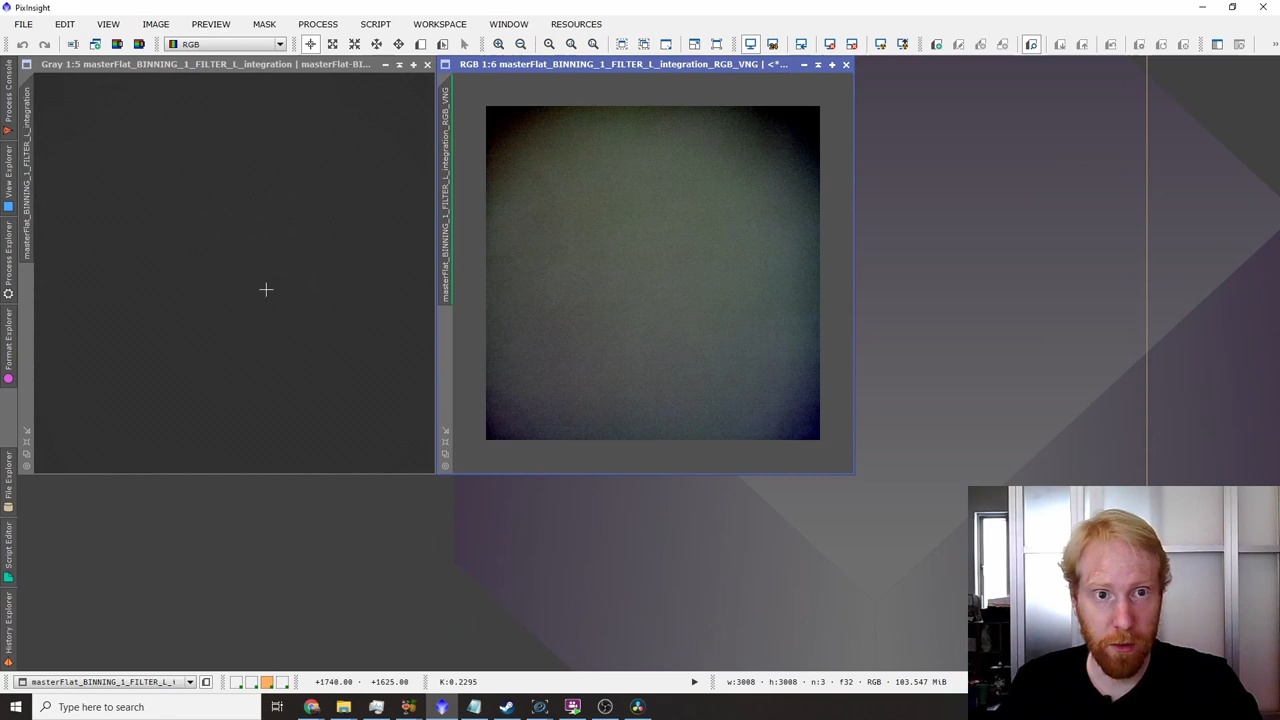 PixInsight
FILE EDIT VIEW IMAGE PREVIEW MASK PROCESS SCRIPT WORKSPACE WINDOW RESOURCES
RGB
Gray 1:5 masterFlat_BINNING_1_FILTER_L_integration | masterFlat-BI...
RGB 1:6 masterFlat_BINNING_1_FILTER_L_integration_RGB_VNG | <*...
Process Console
View Explorer
Process Explorer
Format Explorer
File Explorer
Script Editor
History Explorer
masterFlat_BINNING_1_FILTER_L_integration
masterFlat_BINNING_1_FILTER_L_integration_RGB_VNG
masterFlat_BINNING_1_FILTER_L_i
+1740.00 · +1625.00
K:0.2295
w:3008 · h:3008 · n:3 · f32 · RGB · 103.547 MiB
Type here to search